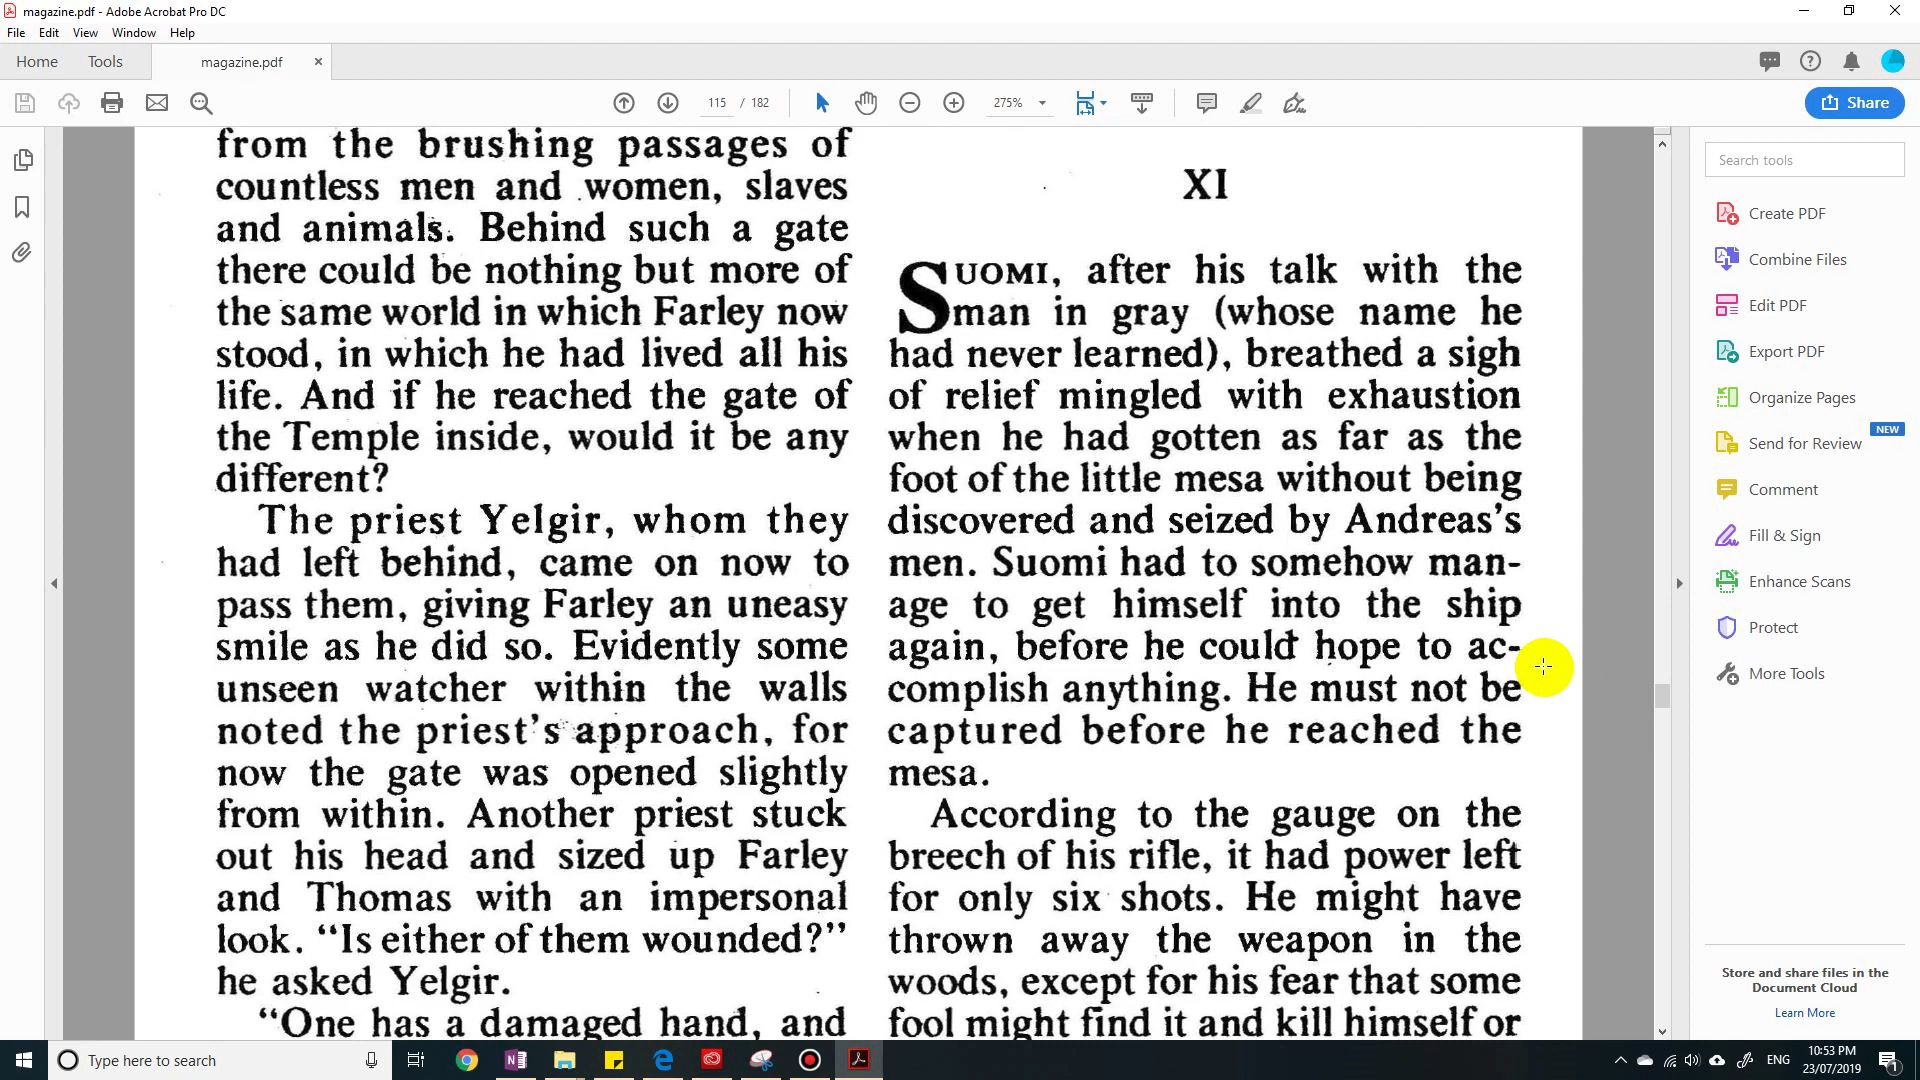 magazine.pdf - Adobe Acrobat Pro DC
File Edit View Window Help
Home Tools magazine.pdf
115 / 182 275% Share
from the brushing passages of
countless men and women, slaves
and animals. Behind such a gate
there could be nothing but more of
the same world in which Farley now
stood, in which he had lived all his
life. And if he reached the gate of
the Temple inside, would it be any
different?
The priest Yelgir, whom they
had left behind, came on now to
pass them, giving Farley an uneasy
smile as he did so. Evidently some
unseen watcher within the walls
noted the priest's approach, for
now the gate was opened slightly
from within. Another priest stuck
out his head and sized up Farley
and Thomas with an impersonal
look. "Is either of them wounded?"
he asked Yelgir.
"One has a damaged hand, and
XI
SUOMI, after his talk with the
man in gray (whose name he
had never learned), breathed a sigh
of relief mingled with exhaustion
when he had gotten as far as the
foot of the little mesa without being
discovered and seized by Andreas's
men. Suomi had to somehow man-
age to get himself into the ship
again, before he could hope to ac-
complish anything. He must not be
captured before he reached the
mesa.
According to the gauge on the
breech of his rifle, it had power left
for only six shots. He might have
thrown away the weapon in the
woods, except for his fear that some
fool might find it and kill himself or
Search tools
Create PDF
Combine Files
Edit PDF
Export PDF
Organize Pages
Send for Review NEW
Comment
Fill & Sign
Enhance Scans
Protect
More Tools
Store and share files in the
Document Cloud
Learn More
Type here to search
ENG
10:53 PM
23/07/2019
1